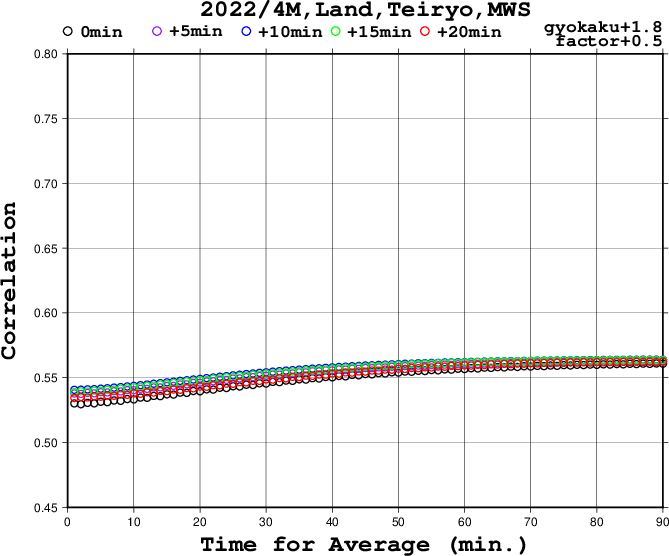 2022/4M,Land,Teiryo,MWS
0min +5min +10min +15min +20min
gyokaku+1.8
factor+0.5
0.80
0.75
0.70
0.65
0.60
0.55
0.50
0.45
Correlation
0 10 20 30 40 50 60 70 80 90
Time for Average (min.)